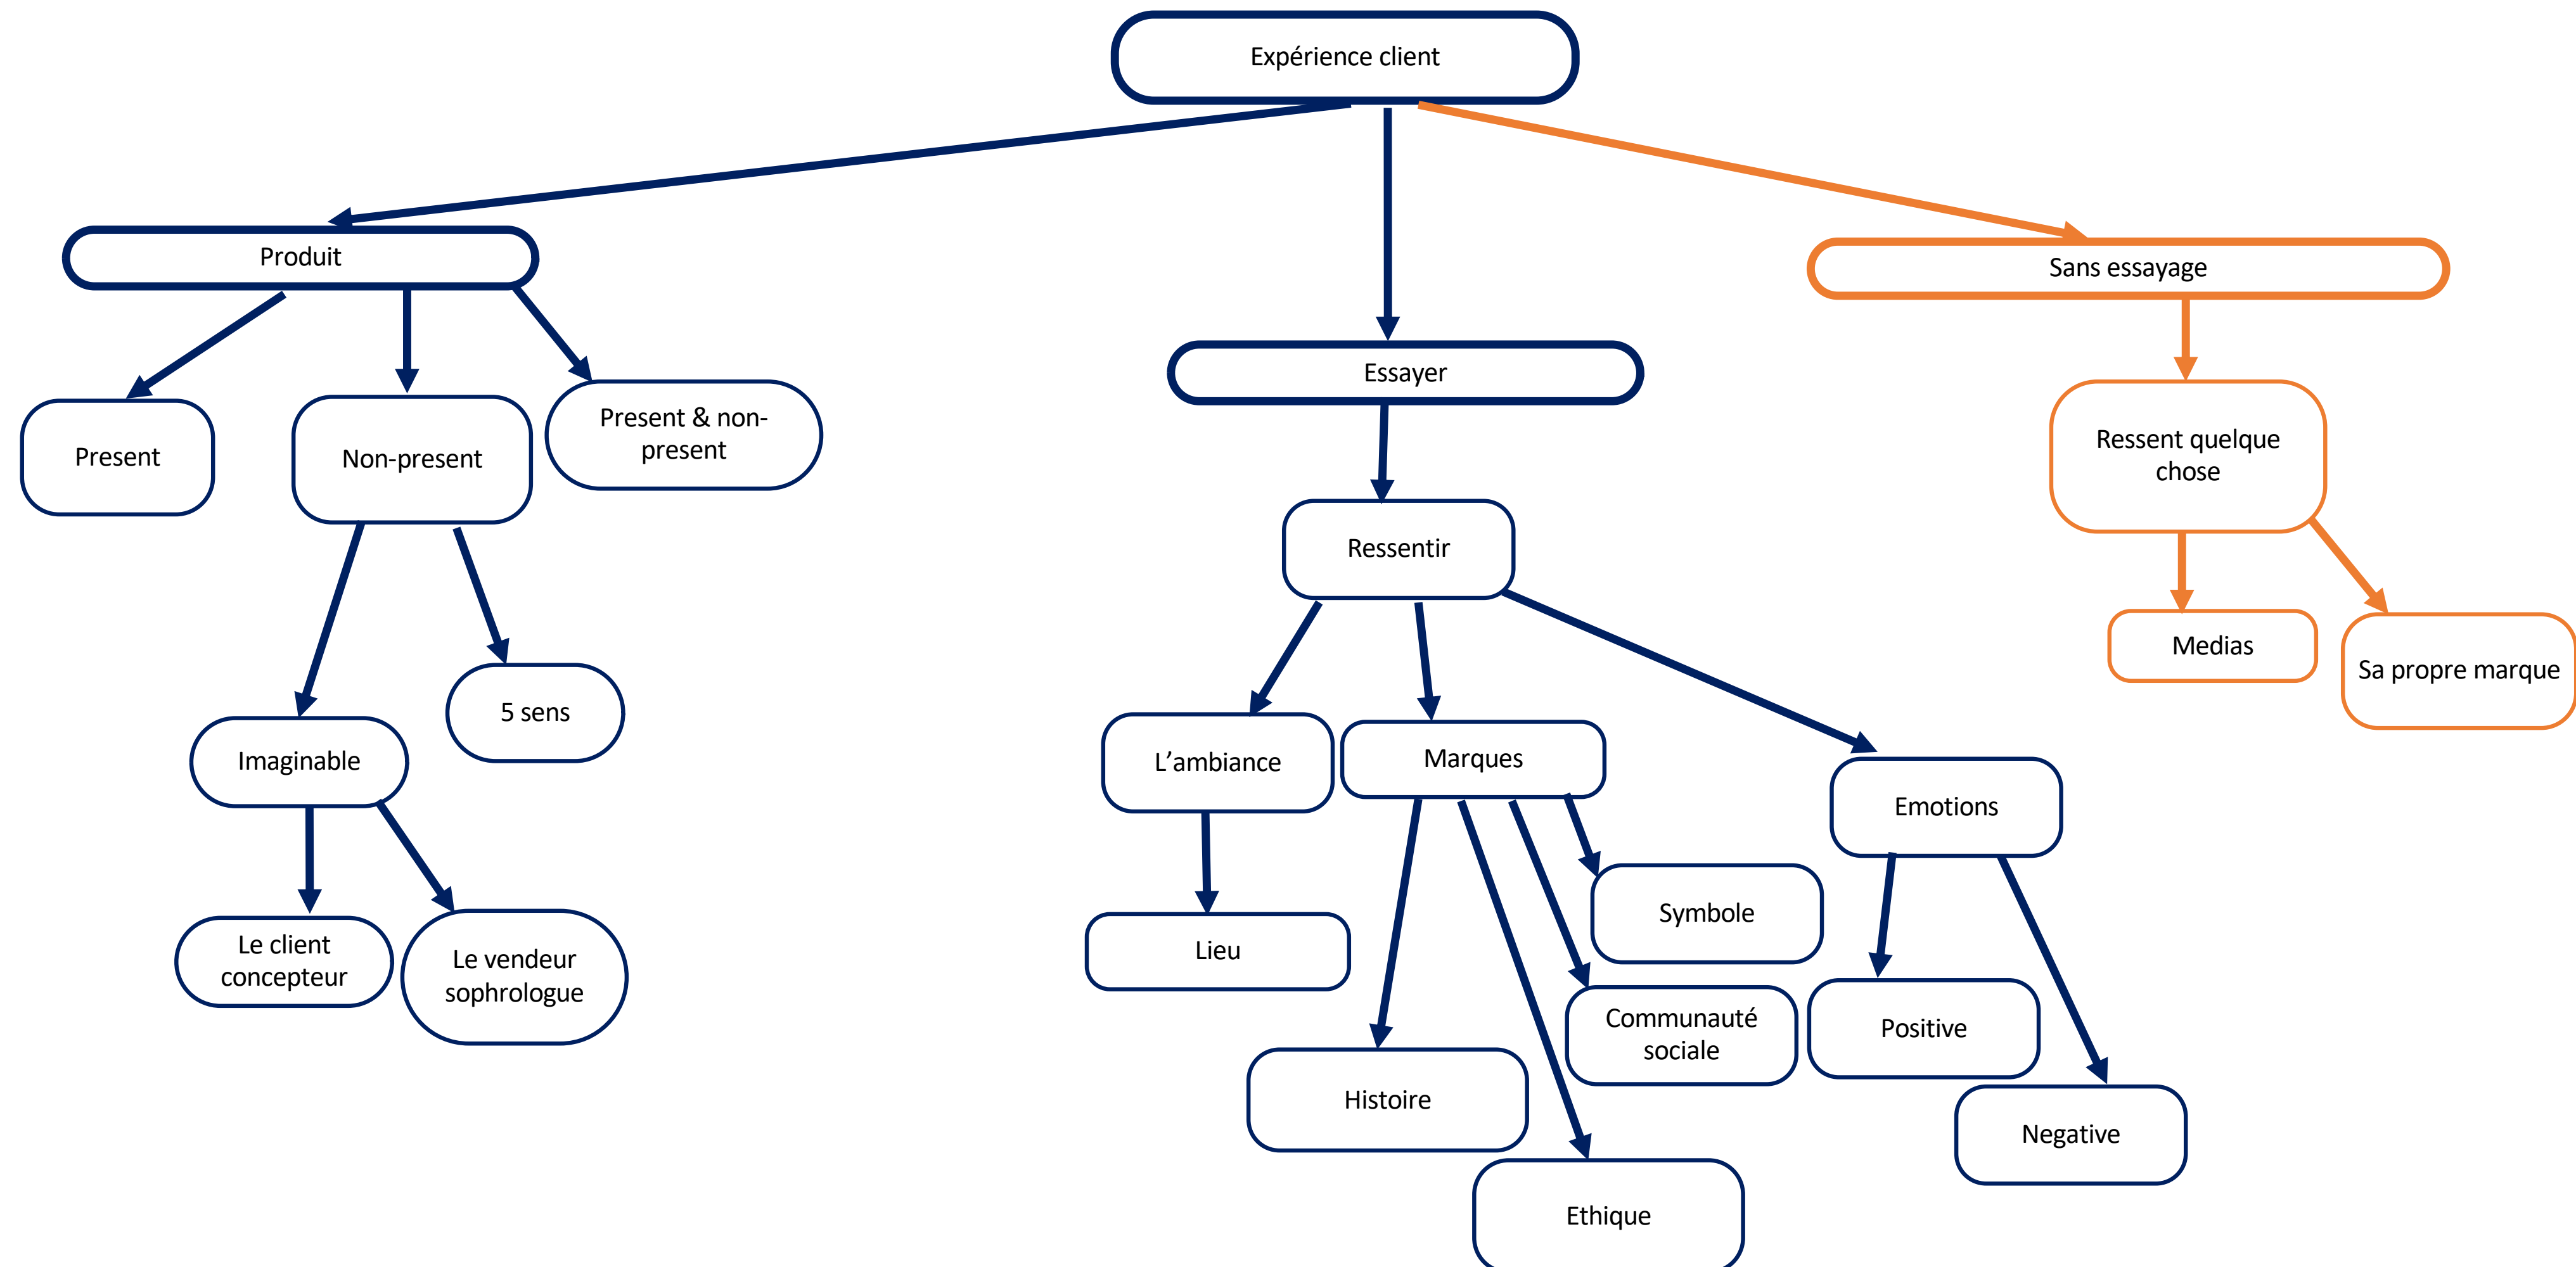 Expérience client
Produit
Sans essayage
Essayer
Present
Non-present
Present & non-
present
Ressent quelque
chose
Ressentir
Medias
Sa propre marque
5 sens
Imaginable
L’ambiance
Marques
Emotions
Le client
concepteur
Le vendeur
sophrologue
Lieu
Symbole
Communauté
sociale
Positive
Histoire
Negative
Ethique